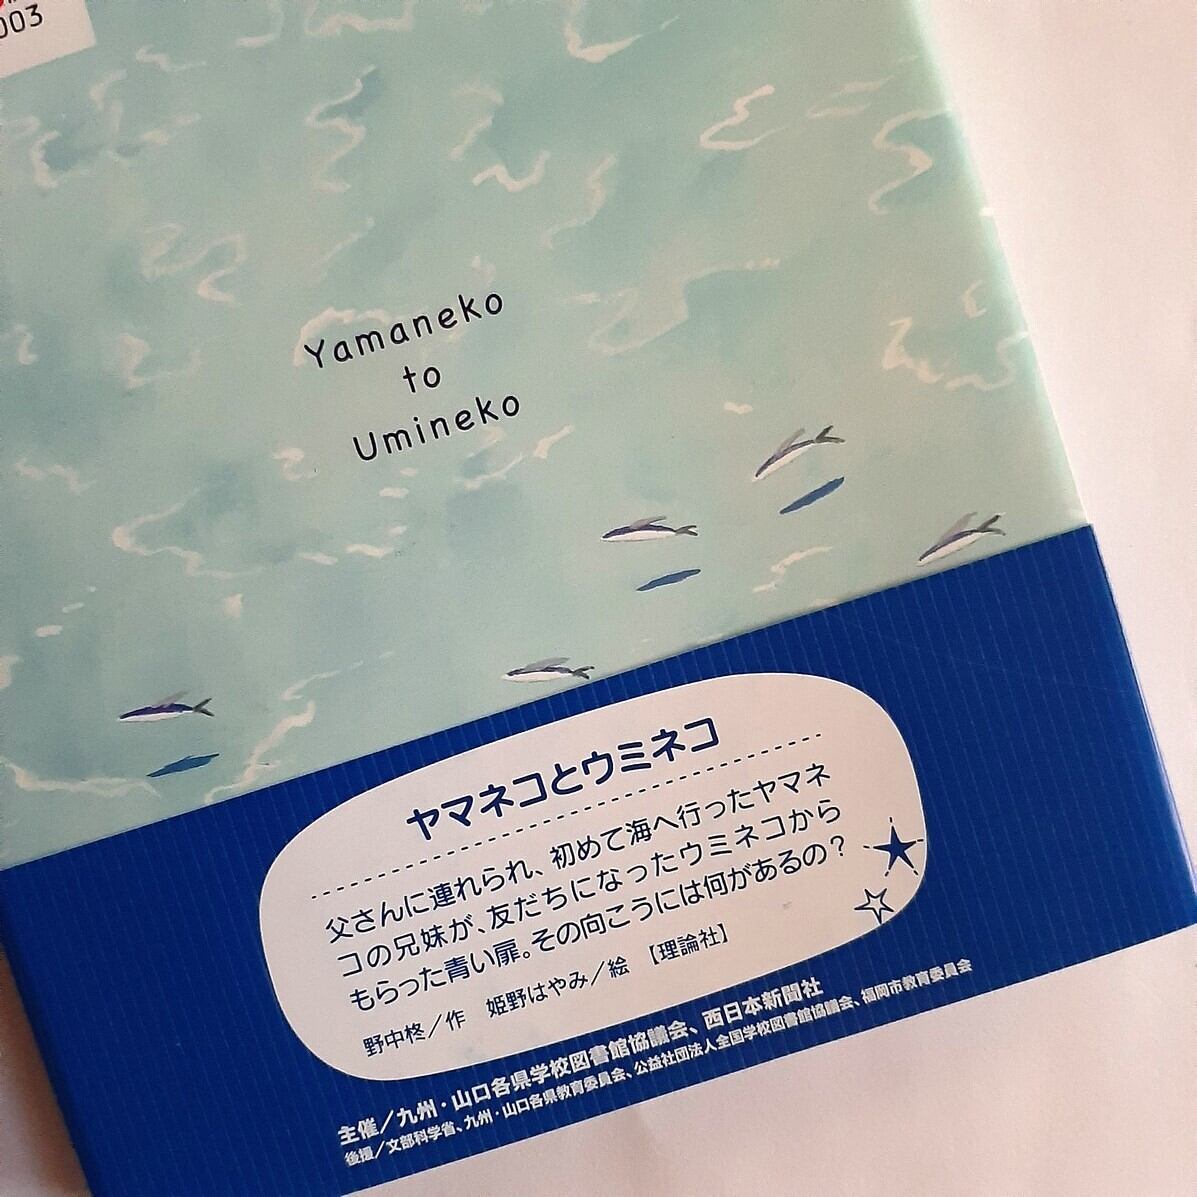 003
Yamaneko
to
Umineko
ヤマネコとウミネコ
父さんに連れられ、初めて海へ行ったヤマネ
コの兄妹が、友だちになったウミネコから
もらった青い扉。その向こうには何があるの？
野中柊／作 姫野はやみ／絵 【理論社】
主催／九州・山口各県学校図書館協議会、西日本新聞社
後援／文部科学省、九州・山口各県教育委員会、公益社団法人全国学校図書館協議会、福岡市教育委員会